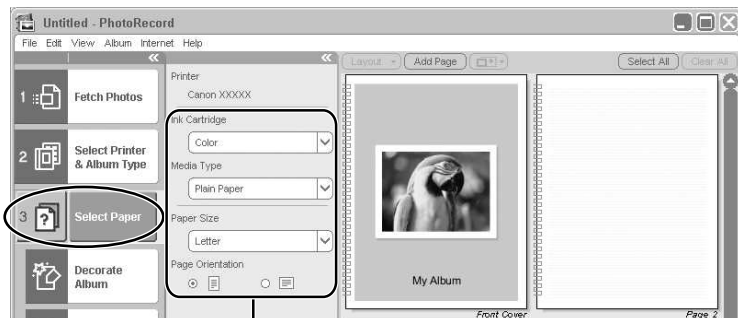 Untitled - PhotoRecord
File Edit View Album Internet Help
Layout Add Page Select All Clear All
1 Fetch Photos
2 Select Printer
& Album Type
3 Select Paper
Decorate
Album
Printer
Canon XXXXX
Ink Cartridge
Color
Media Type
Plain Paper
Paper Size
Letter
Page Orientation
My Album
Front Cover
Page 2